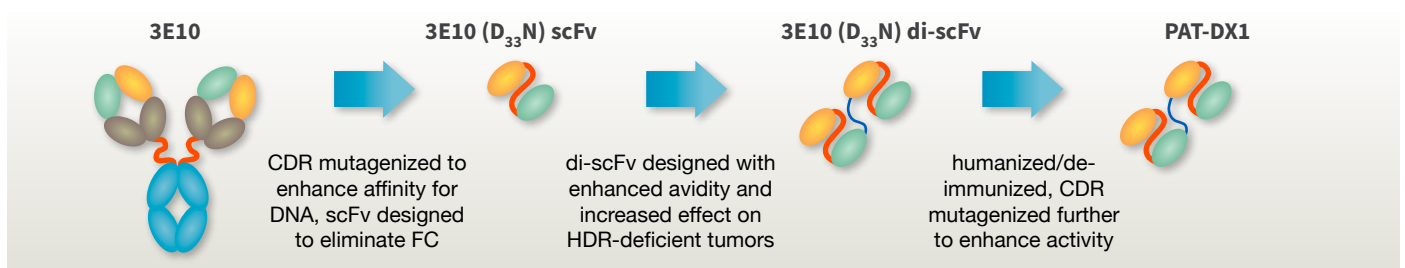 3E10
3E10 (D33N) scFv
3E10 (D33N) di-scFv
PAT-DX1
CDR mutagenized to
enhance affinity for
DNA, scFv designed
to eliminate FC
di-scFv designed with
enhanced avidity and
increased effect on
HDR-deficient tumors
humanized/de-
immunized, CDR
mutagenized further
to enhance activity